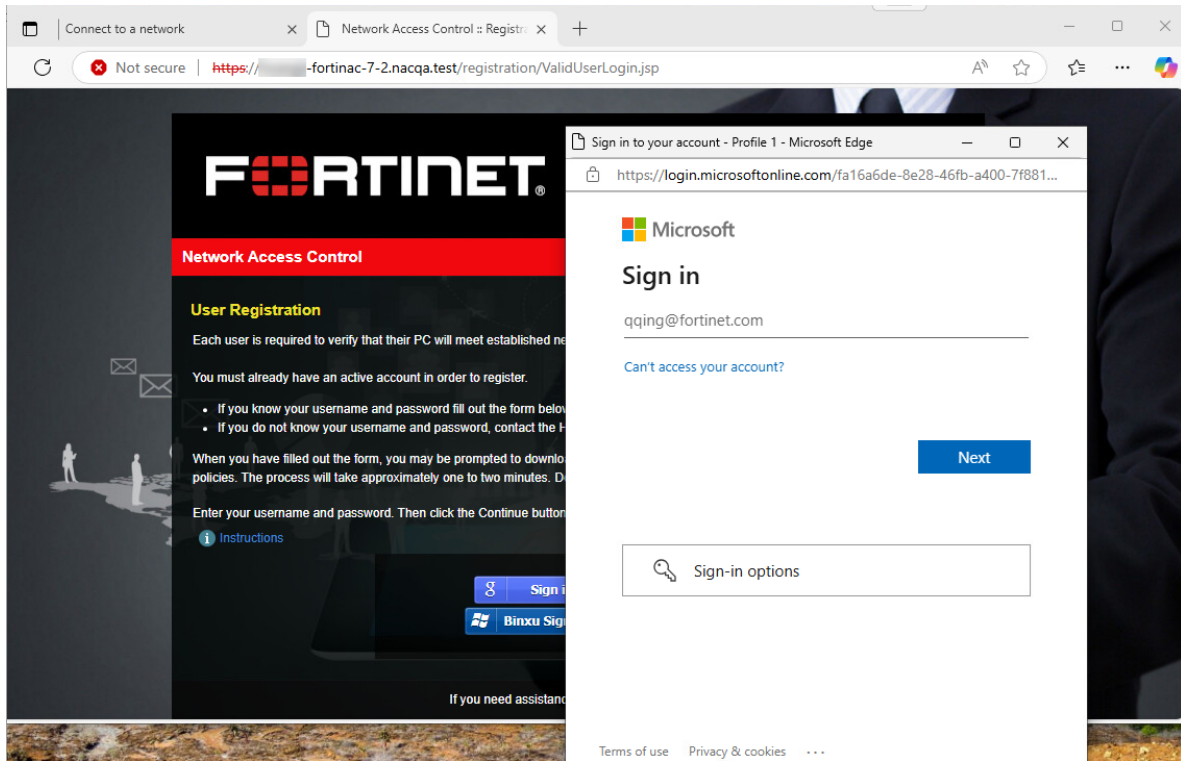 Connect to a network
Network Access Control :: Registra
Not secure
https://
-fortinac-7-2.nacqa.test/registration/ValidUserLogin.jsp
FORTINET®
Network Access Control
User Registration
Each user is required to verify that their PC will meet established ne
You must already have an active account in order to register.
• If you know your username and password fill out the form below
• If you do not know your username and password, contact the H
When you have filled out the form, you may be prompted to downlo
policies. The process will take approximately one to two minutes. D
Enter your username and password. Then click the Continue button
Instructions
g Sign i
Binxu Sig
If you need assistanc
Sign in to your account - Profile 1 - Microsoft Edge
https://login.microsoftonline.com/fa16a6de-8e28-46fb-a400-7f881...
Microsoft
Sign in
qqing@fortinet.com
Can't access your account?
Next
Sign-in options
Terms of use Privacy & cookies ...